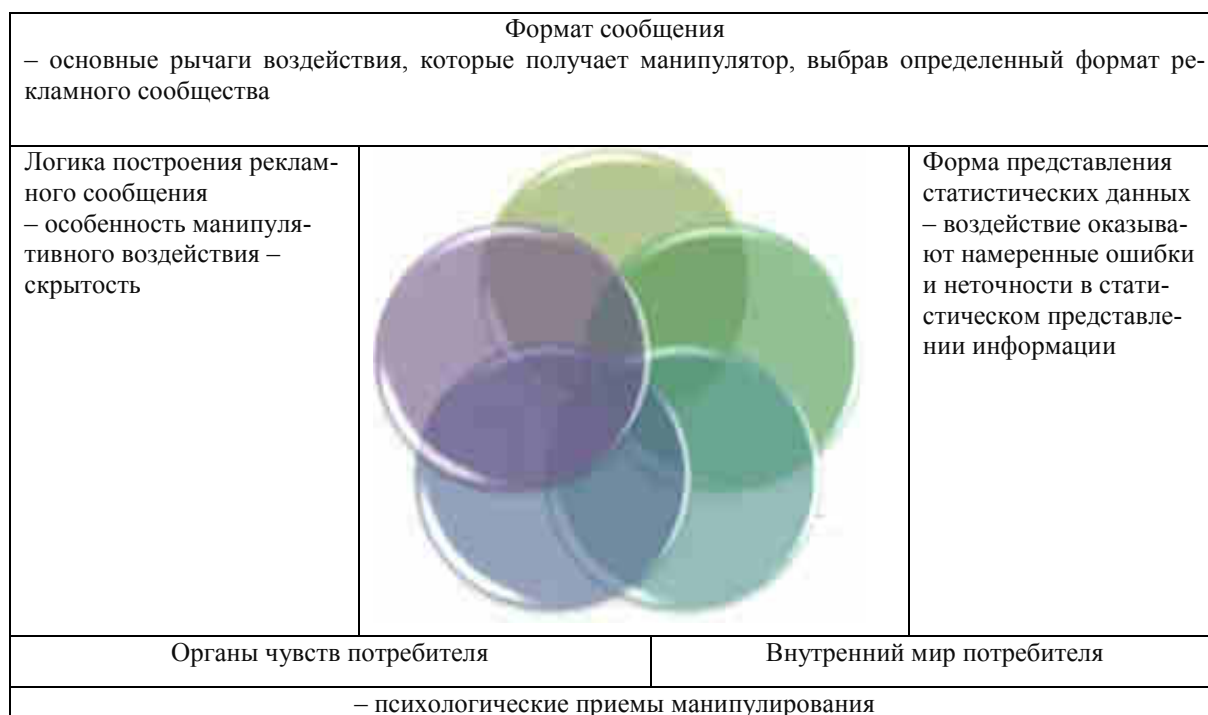 Формат сообщения
– основные рычаги воздействия, которые получает манипулятор, выбрав определенный формат ре-
кламного сообщества
Логика построения реклам-
ного сообщения
– особенность манипуля-
тивного воздействия –
скрытость
Форма представления
статистических данных
– воздействие оказыва-
ют намеренные ошибки
и неточности в стати-
стическом представле-
нии информации
Органы чувств потребителя
Внутренний мир потребителя
– психологические приемы манипулирования